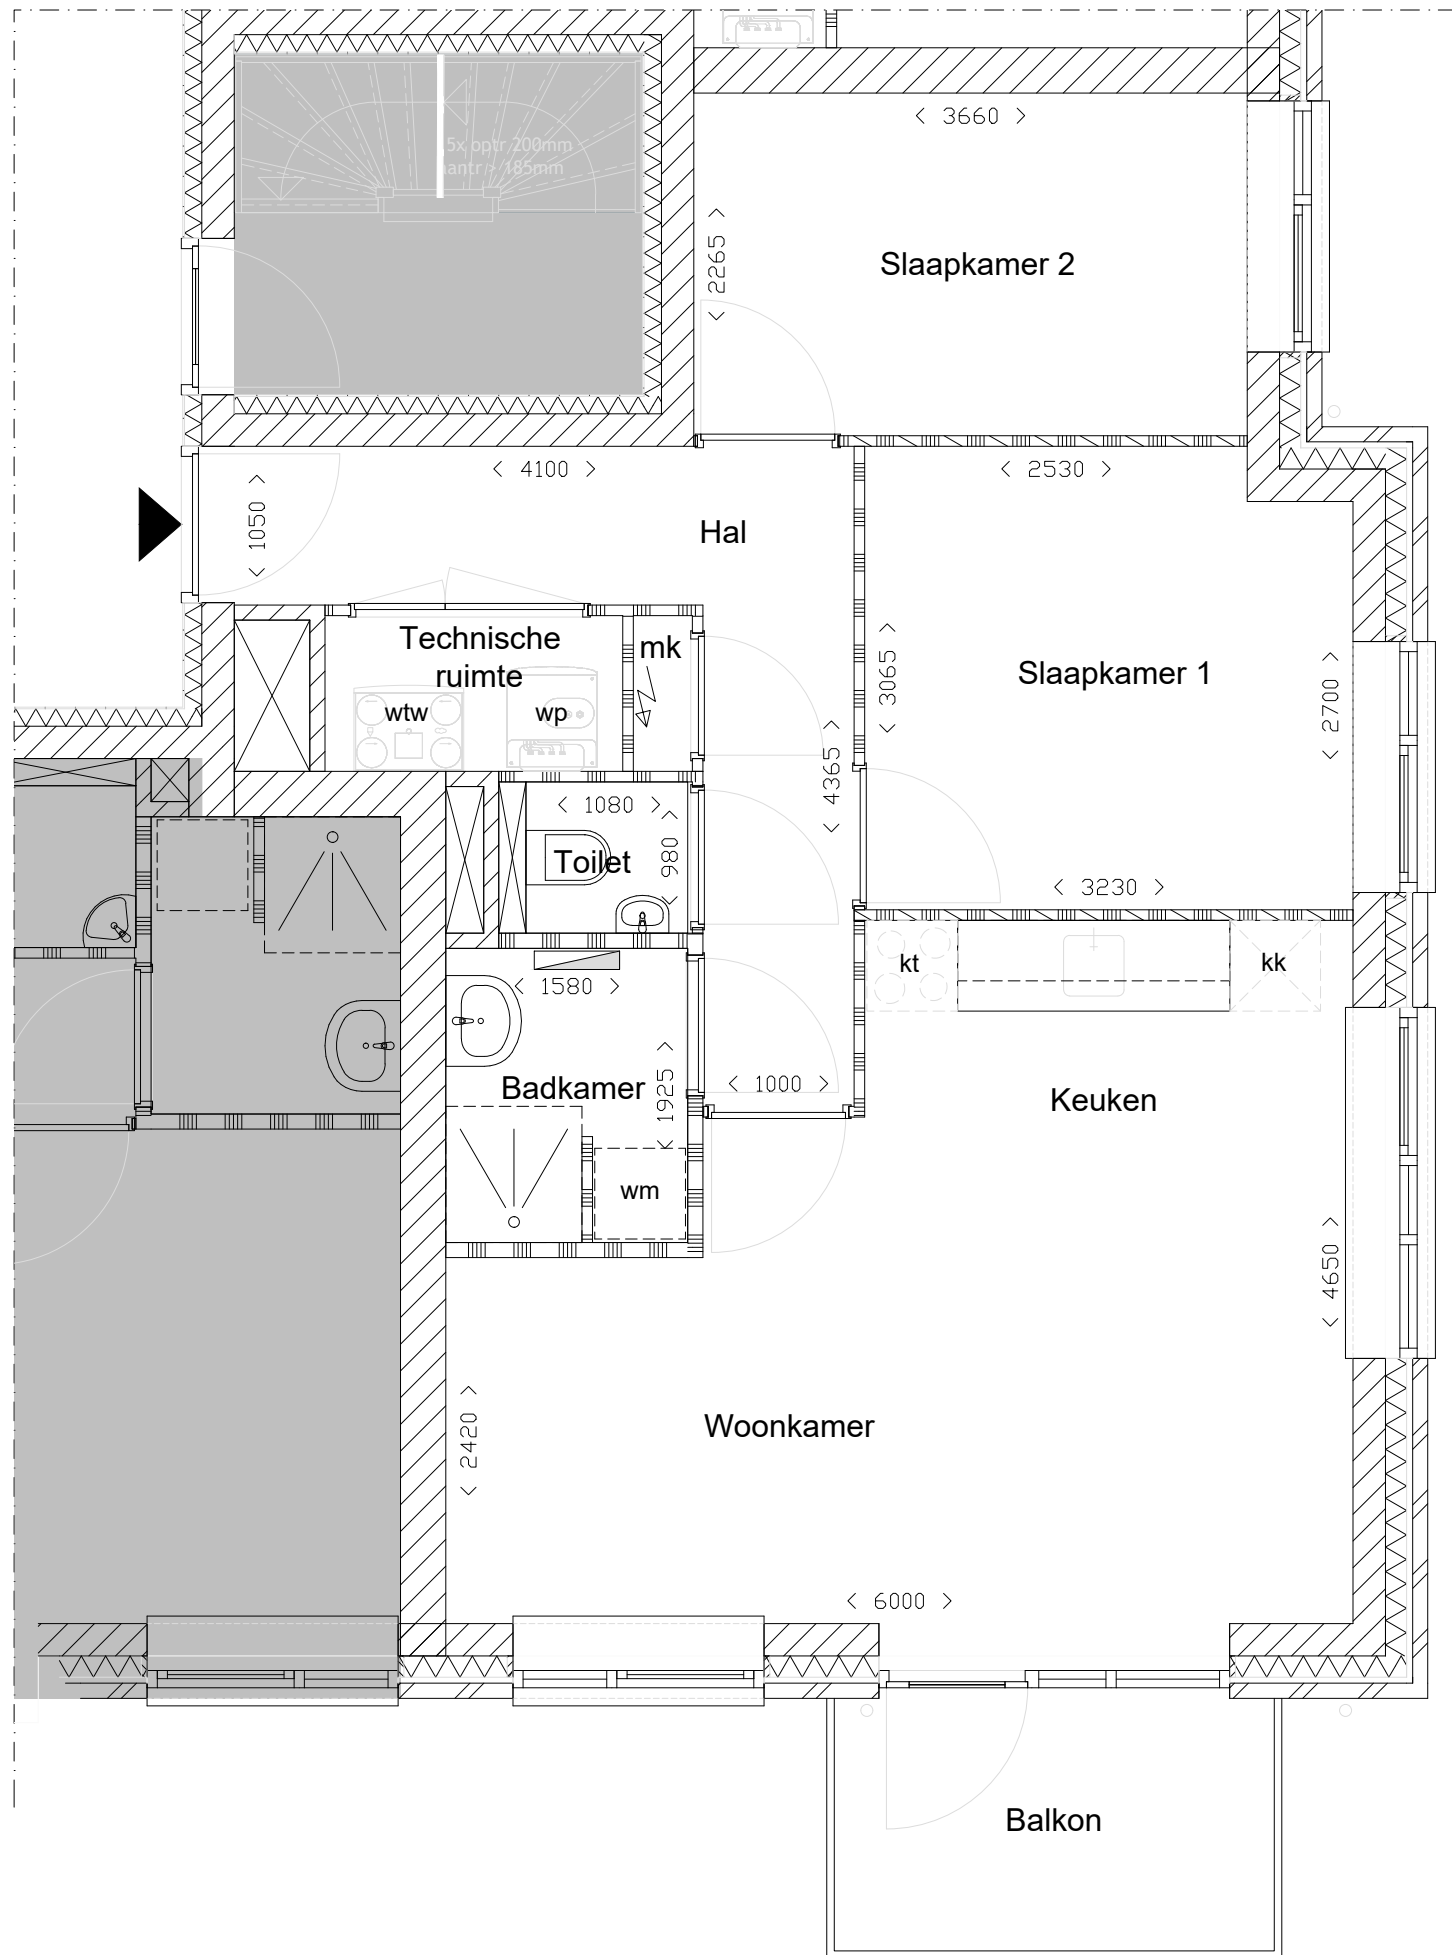 3660
5x optr 200mm
aantr > 185mm
2265
Slaapkamer 2
4100
2530
1050
Hal
Technische
ruimte
mk
wtw
wp
3065
Slaapkamer 1
2700
4365
1080
980
Toilet
3230
kt
kk
1580
Badkamer
1925
1000
Keuken
wm
4650
2420
Woonkamer
6000
Balkon